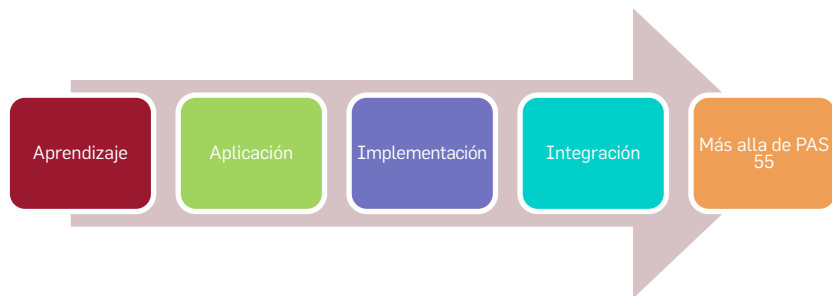 Aprendizaje
Aplicación
Implementación
Integración
Más alla de PAS
55